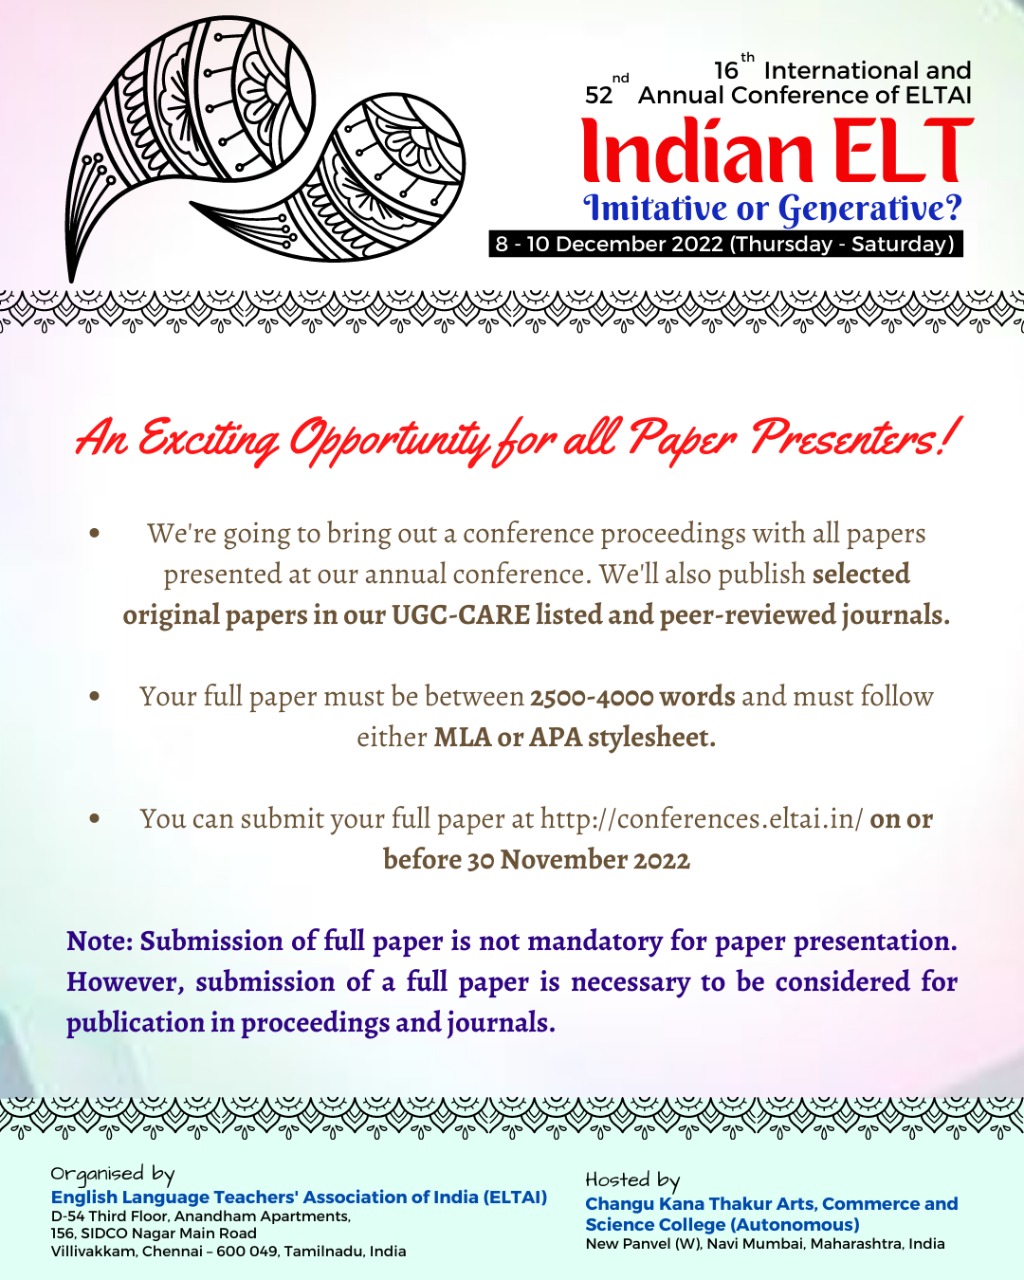 16th International and
52nd Annual Conference of ELTAI
Indian ELT
Imitative or Generative?
8 - 10 December 2022 (Thursday - Saturday)
An Exciting Opportunity for all Paper Presenters!
• We're going to bring out a conference proceedings with all papers
presented at our annual conference. We'll also publish selected
original papers in our UGC-CARE listed and peer-reviewed journals.
• Your full paper must be between 2500-4000 words and must follow
either MLA or APA stylesheet.
• You can submit your full paper at http://conferences.eltai.in/ on or
before 30 November 2022
Note: Submission of full paper is not mandatory for paper presentation.
However, submission of a full paper is necessary to be considered for
publication in proceedings and journals.
Organised by
English Language Teachers' Association of India (ELTAI)
D-54 Third Floor, Anandham Apartments,
156, SIDCO Nagar Main Road
Villivakkam, Chennai – 600 049, Tamilnadu, India
Hosted by
Changu Kana Thakur Arts, Commerce and
Science College (Autonomous)
New Panvel (W), Navi Mumbai, Maharashtra, India